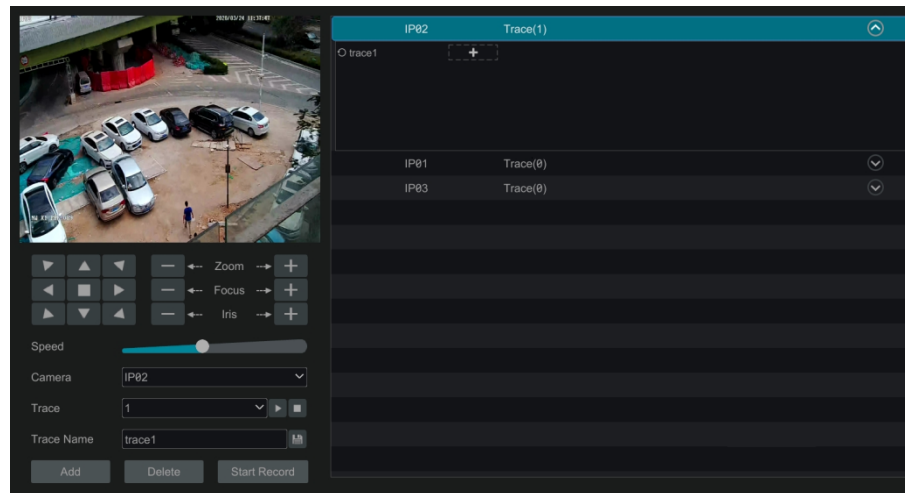 IP02 Trace(1)
trace1
IP01 Trace(0)
IP03 Trace(0)
Zoom
Focus
Iris
Speed
Camera IP02
Trace 1
Trace Name trace1
Add Delete Start Record